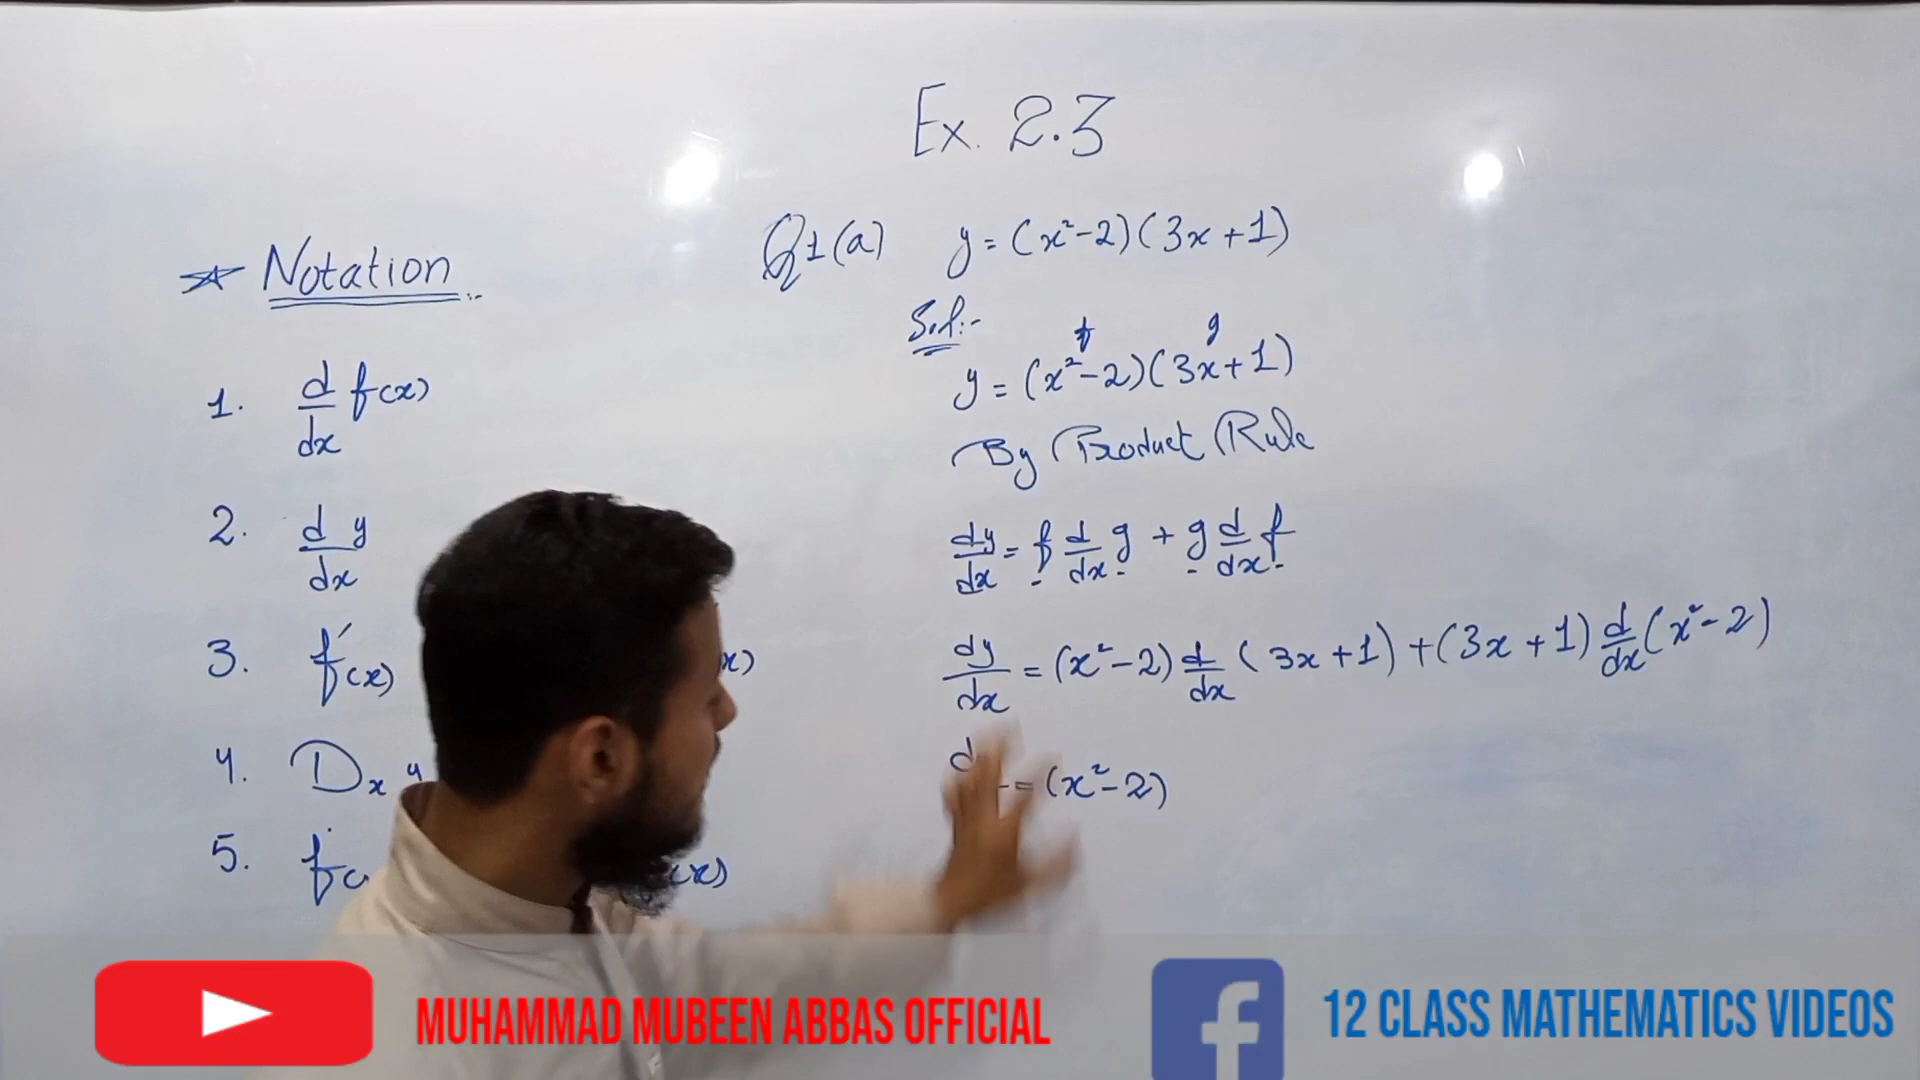 Ex. 2.3
* Notation
1. d/dx f(x)
2. d/dx y
3. f′(x)
x)
4. Dx y
5. f(
(x)
Q1(a) y = (x²-2)(3x+1)
Sol:-
f g
y = (x²-2)(3x+1)
By Product Rule
dy/dx = f d/dx g + g d/dx f
dy/dx = (x²-2) d/dx (3x+1) + (3x+1) d/dx (x²-2)
d = (x²-2)
MUHAMMAD MUBEEN ABBAS OFFICIAL
f
12 CLASS MATHEMATICS VIDEOS